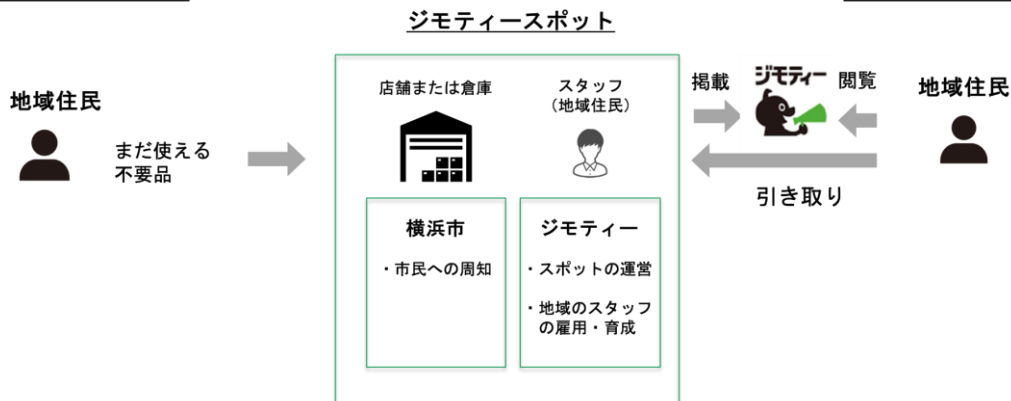 ジモティースポット
地域住民
まだ使える
不要品
店舗または倉庫
スタッフ
（地域住民）
横浜市
・市民への周知
ジモティー
・スポットの運営
・地域のスタッフ
の雇用・育成
掲載
ジモティー
閲覧
引き取り
地域住民